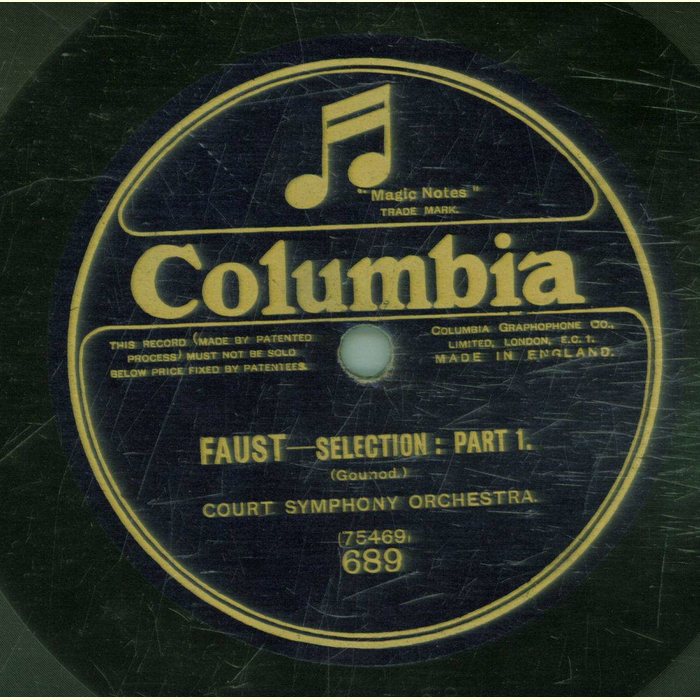 "Magic Notes"
TRADE MARK.
Columbia
THIS RECORD (MADE BY PATENTED
PROCESS) MUST NOT BE SOLD
BELOW PRICE FIXED BY PATENTEES.
COLUMBIA GRAPHOPHONE CO.,
LIMITED, LONDON, E.C.1.
MADE IN ENGLAND.
FAUST—SELECTION: PART 1.
(Gounod.)
COURT SYMPHONY ORCHESTRA.
(75469)
689